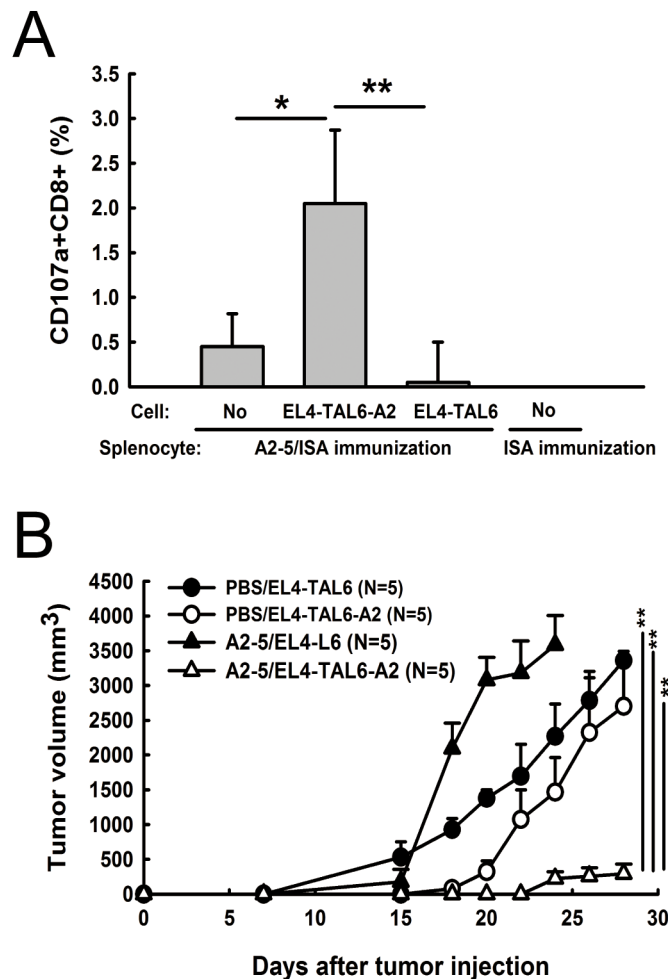 A
CD107a+CD8+ (%)
3.5
3.0
2.5
2.0
1.5
1.0
0.5
0.0
*
**
Cell: No EL4-TAL6-A2 EL4-TAL6 No
Splenocyte: A2-5/ISA immunization ISA immunization
B
Tumor volume (mm3)
4500
4000
3500
3000
2500
2000
1500
1000
500
0
PBS/EL4-TAL6 (N=5)
PBS/EL4-TAL6-A2 (N=5)
A2-5/EL4-L6 (N=5)
A2-5/EL4-TAL6-A2 (N=5)
**
**
**
0 5 10 15 20 25 30
Days after tumor injection